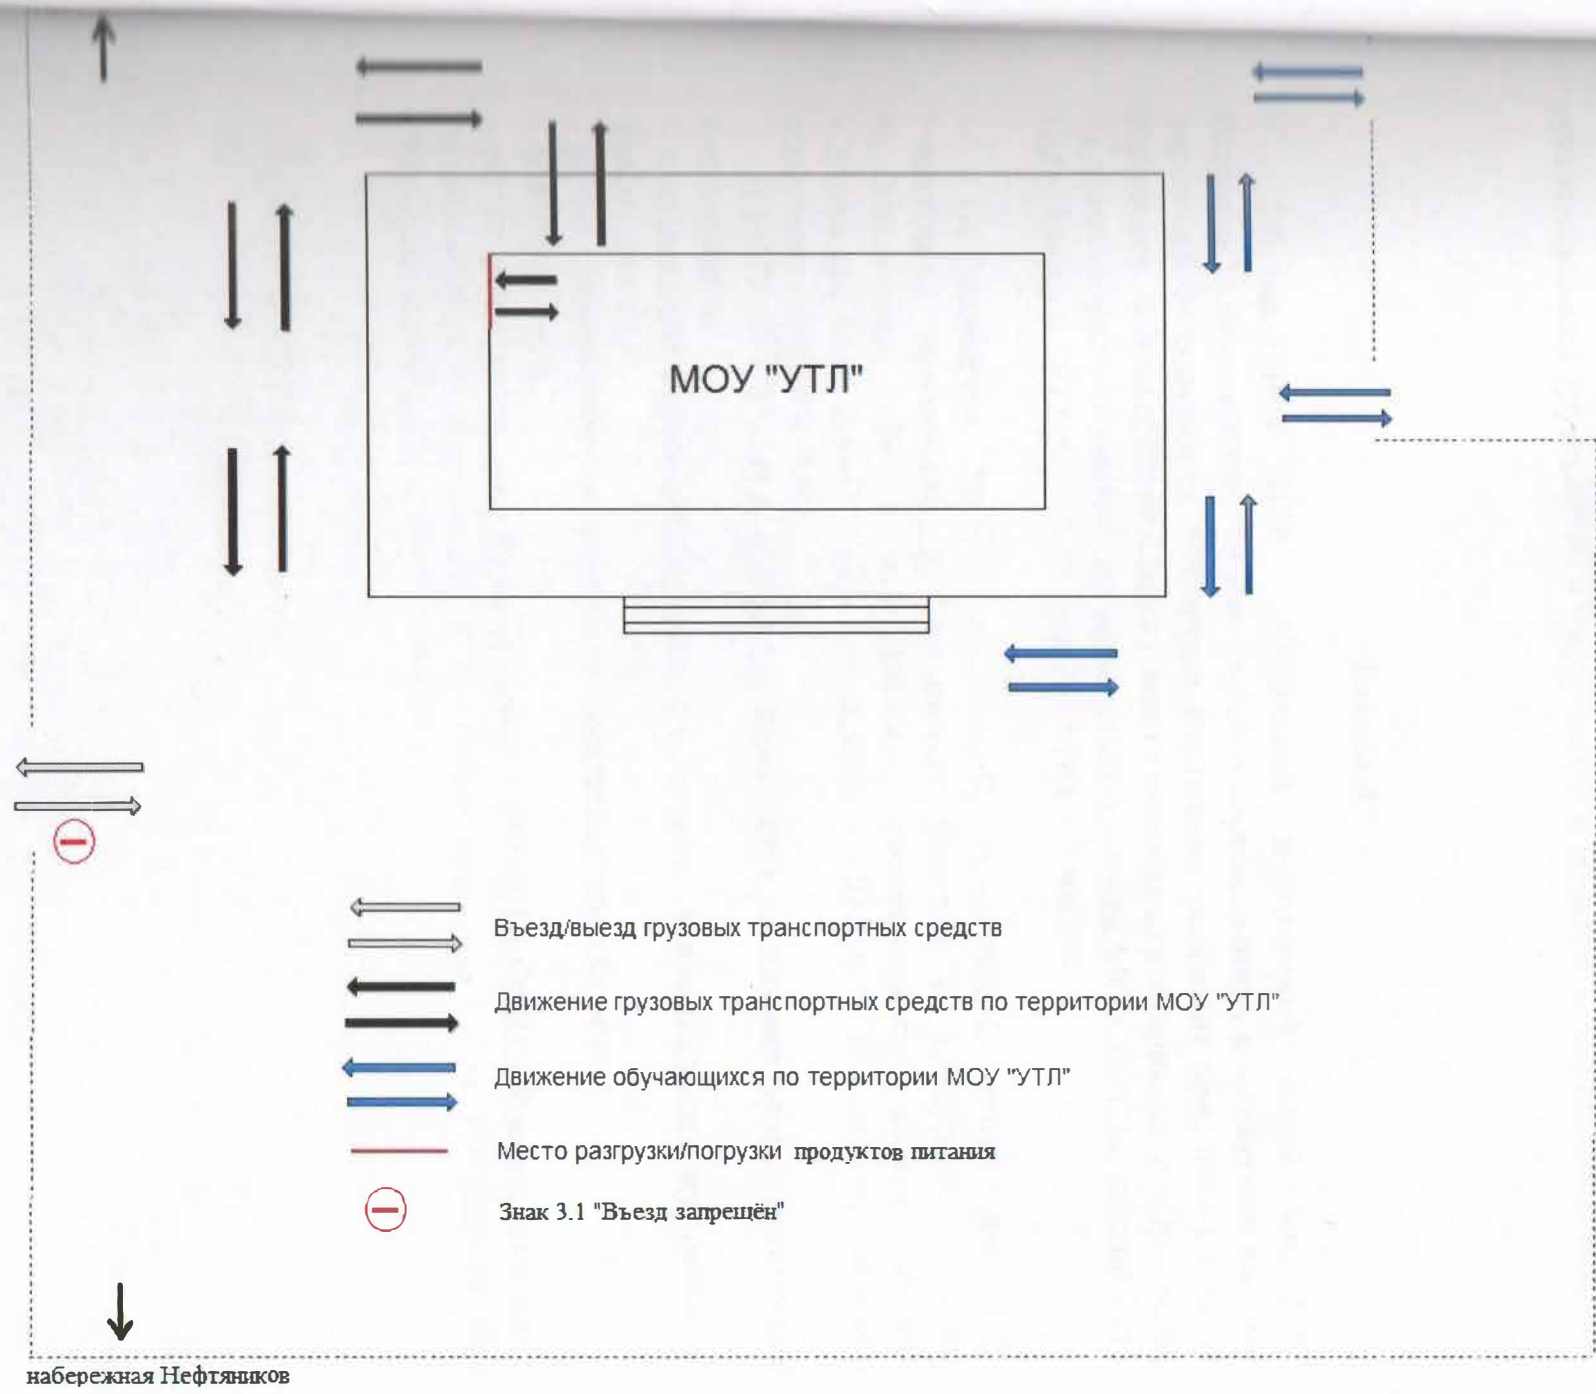 МОУ "УТЛ"
Въезд/выезд грузовых транспортных средств
Движение грузовых транспортных средств по территории МОУ "УТЛ"
Движение обучающихся по территории МОУ "УТЛ"
Место разгрузки/погрузки продуктов питания
Знак 3.1 "Въезд запрещён"
набережная Нефтяников